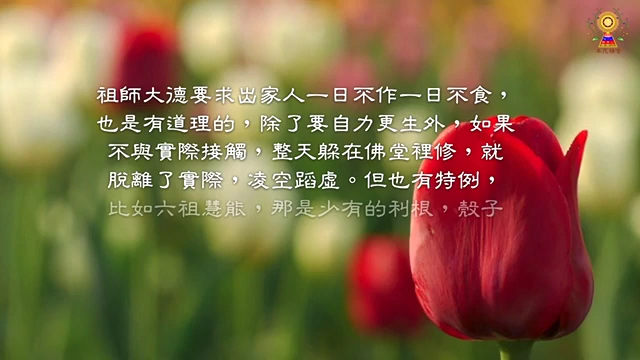 祖師大德要求出家人一日不作一日不食，
也是有道理的，除了要自力更生外，如果
不與實際接觸，整天躲在佛堂裡修，就
脫離了實際，凌空蹈虛。但也有特例，
比如六祖慧能，那是少有的利根，殼子